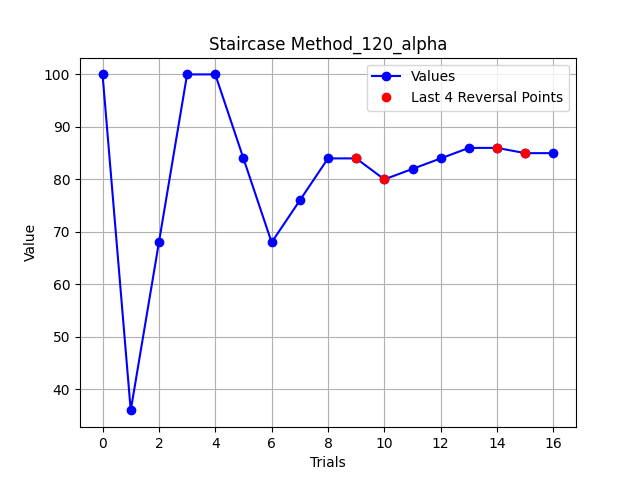 Staircase Method_120_alpha
Values
Last 4 Reversal Points
Value
100
90
80
70
60
50
40
0 2 4 6 8 10 12 14 16
Trials